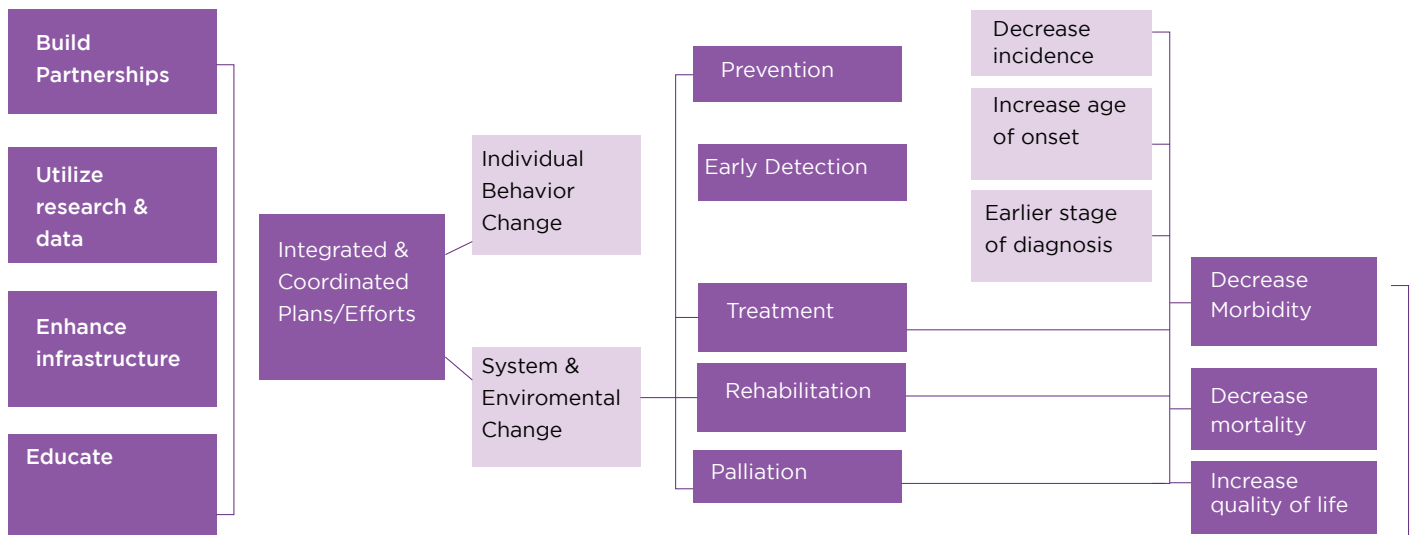 Build
Partnerships
Utilize
research &
data
Enhance
infrastructure
Educate
Integrated &
Coordinated
Plans/Efforts
Individual
Behavior
Change
System &
Enviromental
Change
Prevention
Early Detection
Treatment
Rehabilitation
Palliation
Decrease
incidence
Increase age
of onset
Earlier stage
of diagnosis
Decrease
Morbidity
Decrease
mortality
Increase
quality of life